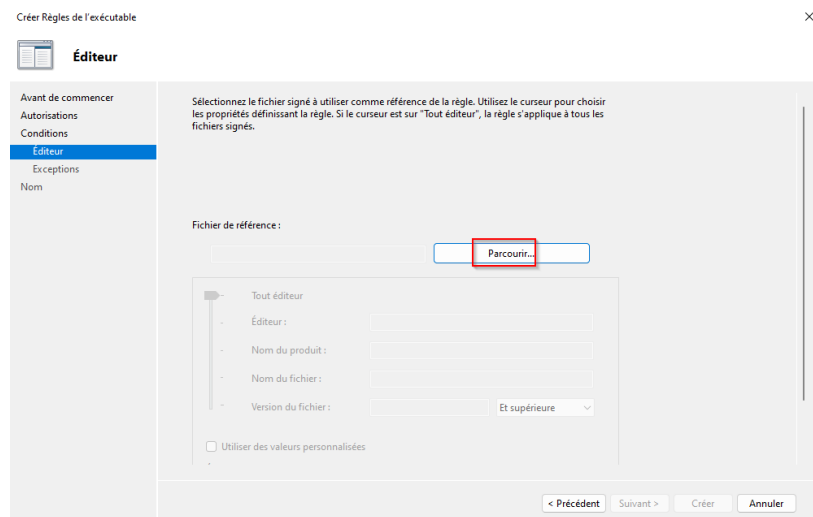 Créer Règles de l'exécutable
Éditeur
Avant de commencer
Autorisations
Conditions
Éditeur
Exceptions
Nom
Sélectionnez le fichier signé à utiliser comme référence de la règle. Utilisez le curseur pour choisir
les propriétés définissant la règle. Si le curseur est sur "Tout éditeur", la règle s'applique à tous les
fichiers signés.
Fichier de référence :
Parcourir...
Tout éditeur
Éditeur :
Nom du produit :
Nom du fichier :
Version du fichier :
Et supérieure
Utiliser des valeurs personnalisées
< Précédent
Suivant >
Créer
Annuler